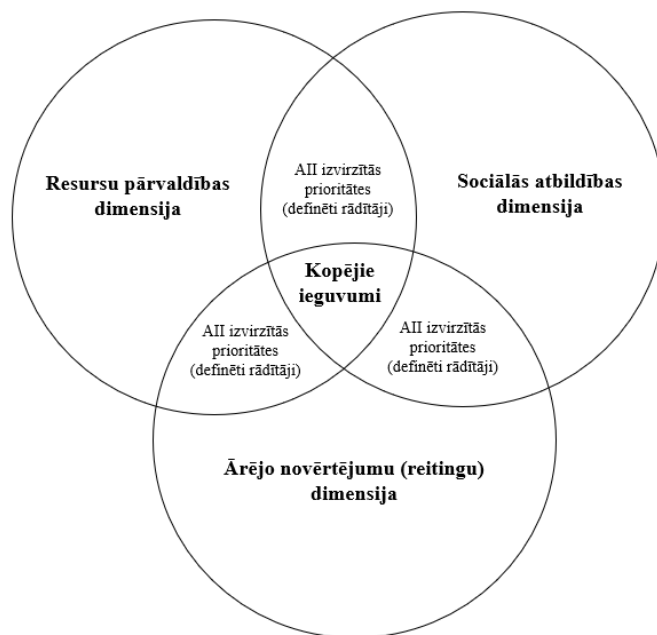 AII izvirzītās
prioritātes
(definēti rādītāji)
Resursu pārvaldības
dimensija
Sociālās atbildības
dimensija
Kopējie
ieguvumi
AII izvirzītās
prioritātes
(definēti rādītāji)
AII izvirzītās
prioritātes
(definēti rādītāji)
Ārējo novērtējumu (reitingu)
dimensija